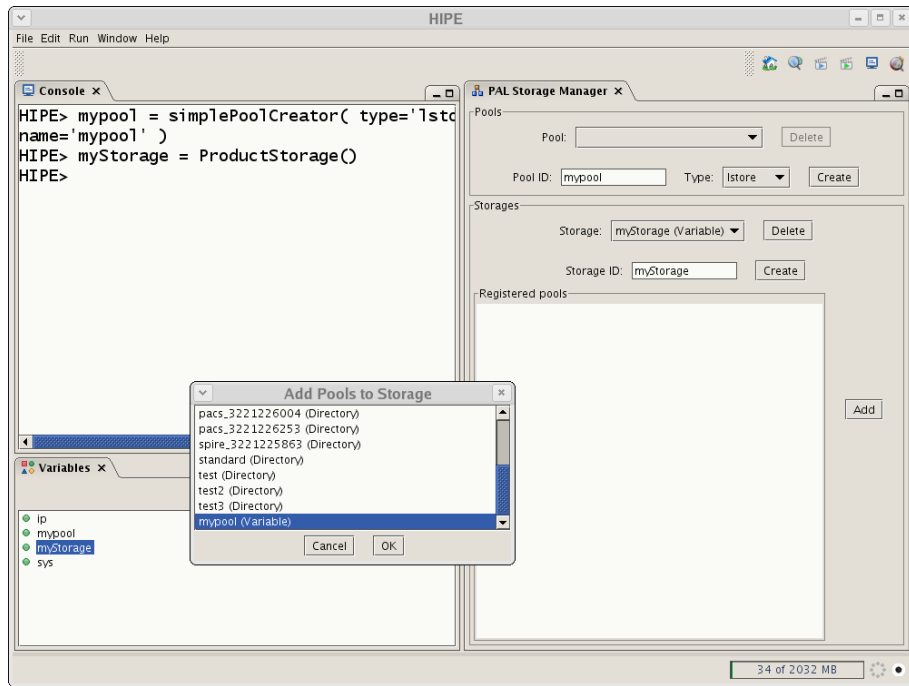 HIPE
File Edit Run Window Help
Console
HIPE> mypool = simplePoolCreator( type='lsto
name='mypool' )
HIPE> myStorage = ProductStorage()
HIPE>
PAL Storage Manager
Pools
Pool: Delete
Pool ID: mypool Type: lstore Create
Storages
Storage: myStorage (Variable) Delete
Storage ID: myStorage Create
Registered pools
Add
Add Pools to Storage
pacs_3221226004 (Directory)
pacs_3221226253 (Directory)
spire_3221225863 (Directory)
standard (Directory)
test (Directory)
test2 (Directory)
test3 (Directory)
mypool (Variable)
Cancel OK
Variables
ip
mypool
myStorage
sys
34 of 2032 MB